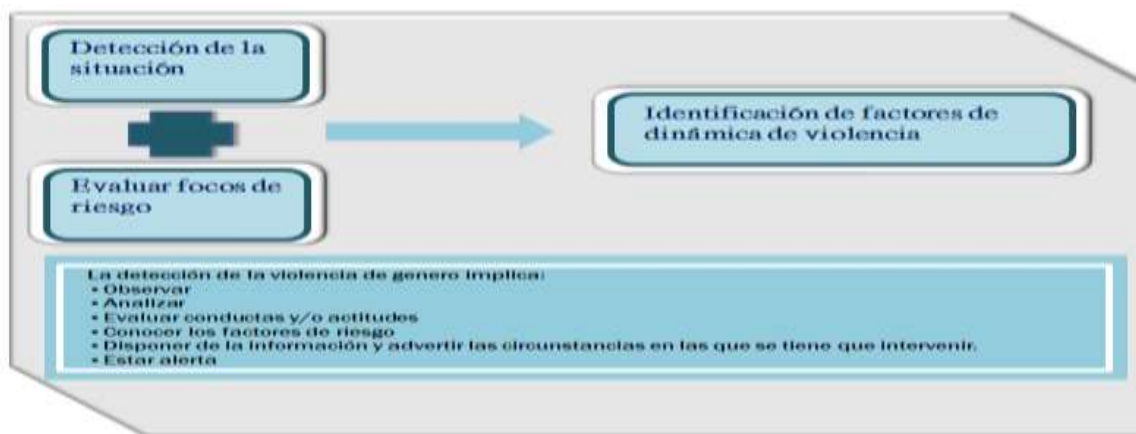 Detección de la
situación
Identificación de factores de
dinámica de violencia
Evaluar focos de
riesgo
La detección de la violencia de genero implica:
• Observar
• Analizar
• Evaluar conductas y/o actitudes
• Conocer los factores de riesgo
• Disponer de la información y advertir las circunstancias en las que se tiene que intervenir.
• Estar alerta